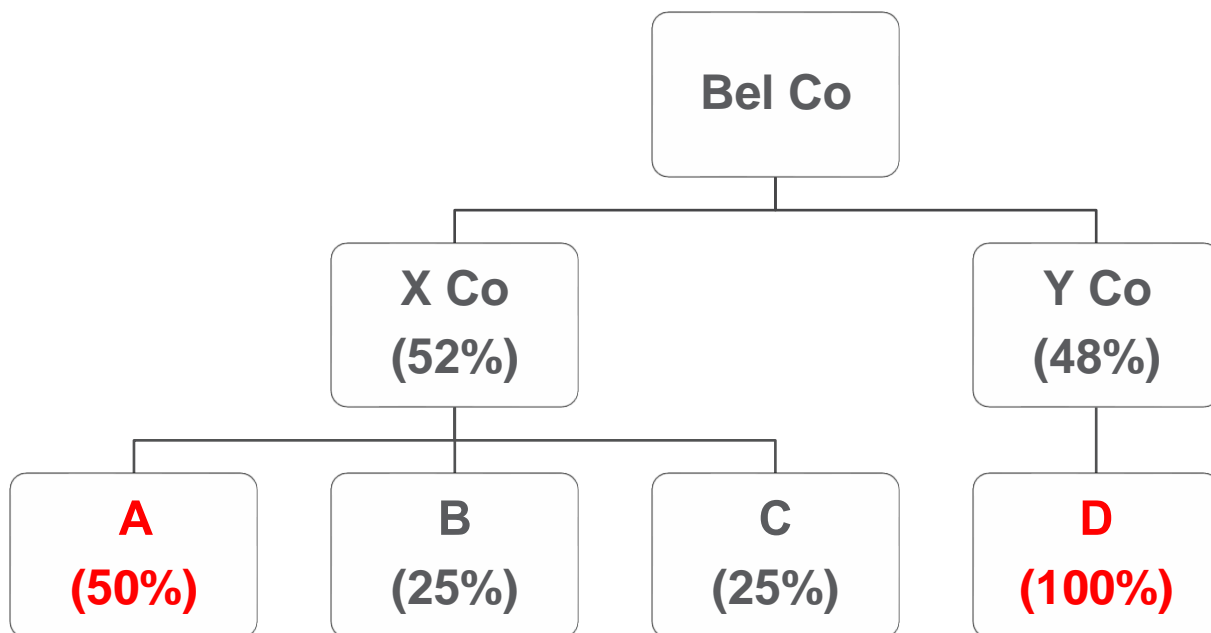 Bel Co
X Co
(52%)
Y Co
(48%)
A
(50%)
B
(25%)
C
(25%)
D
(100%)